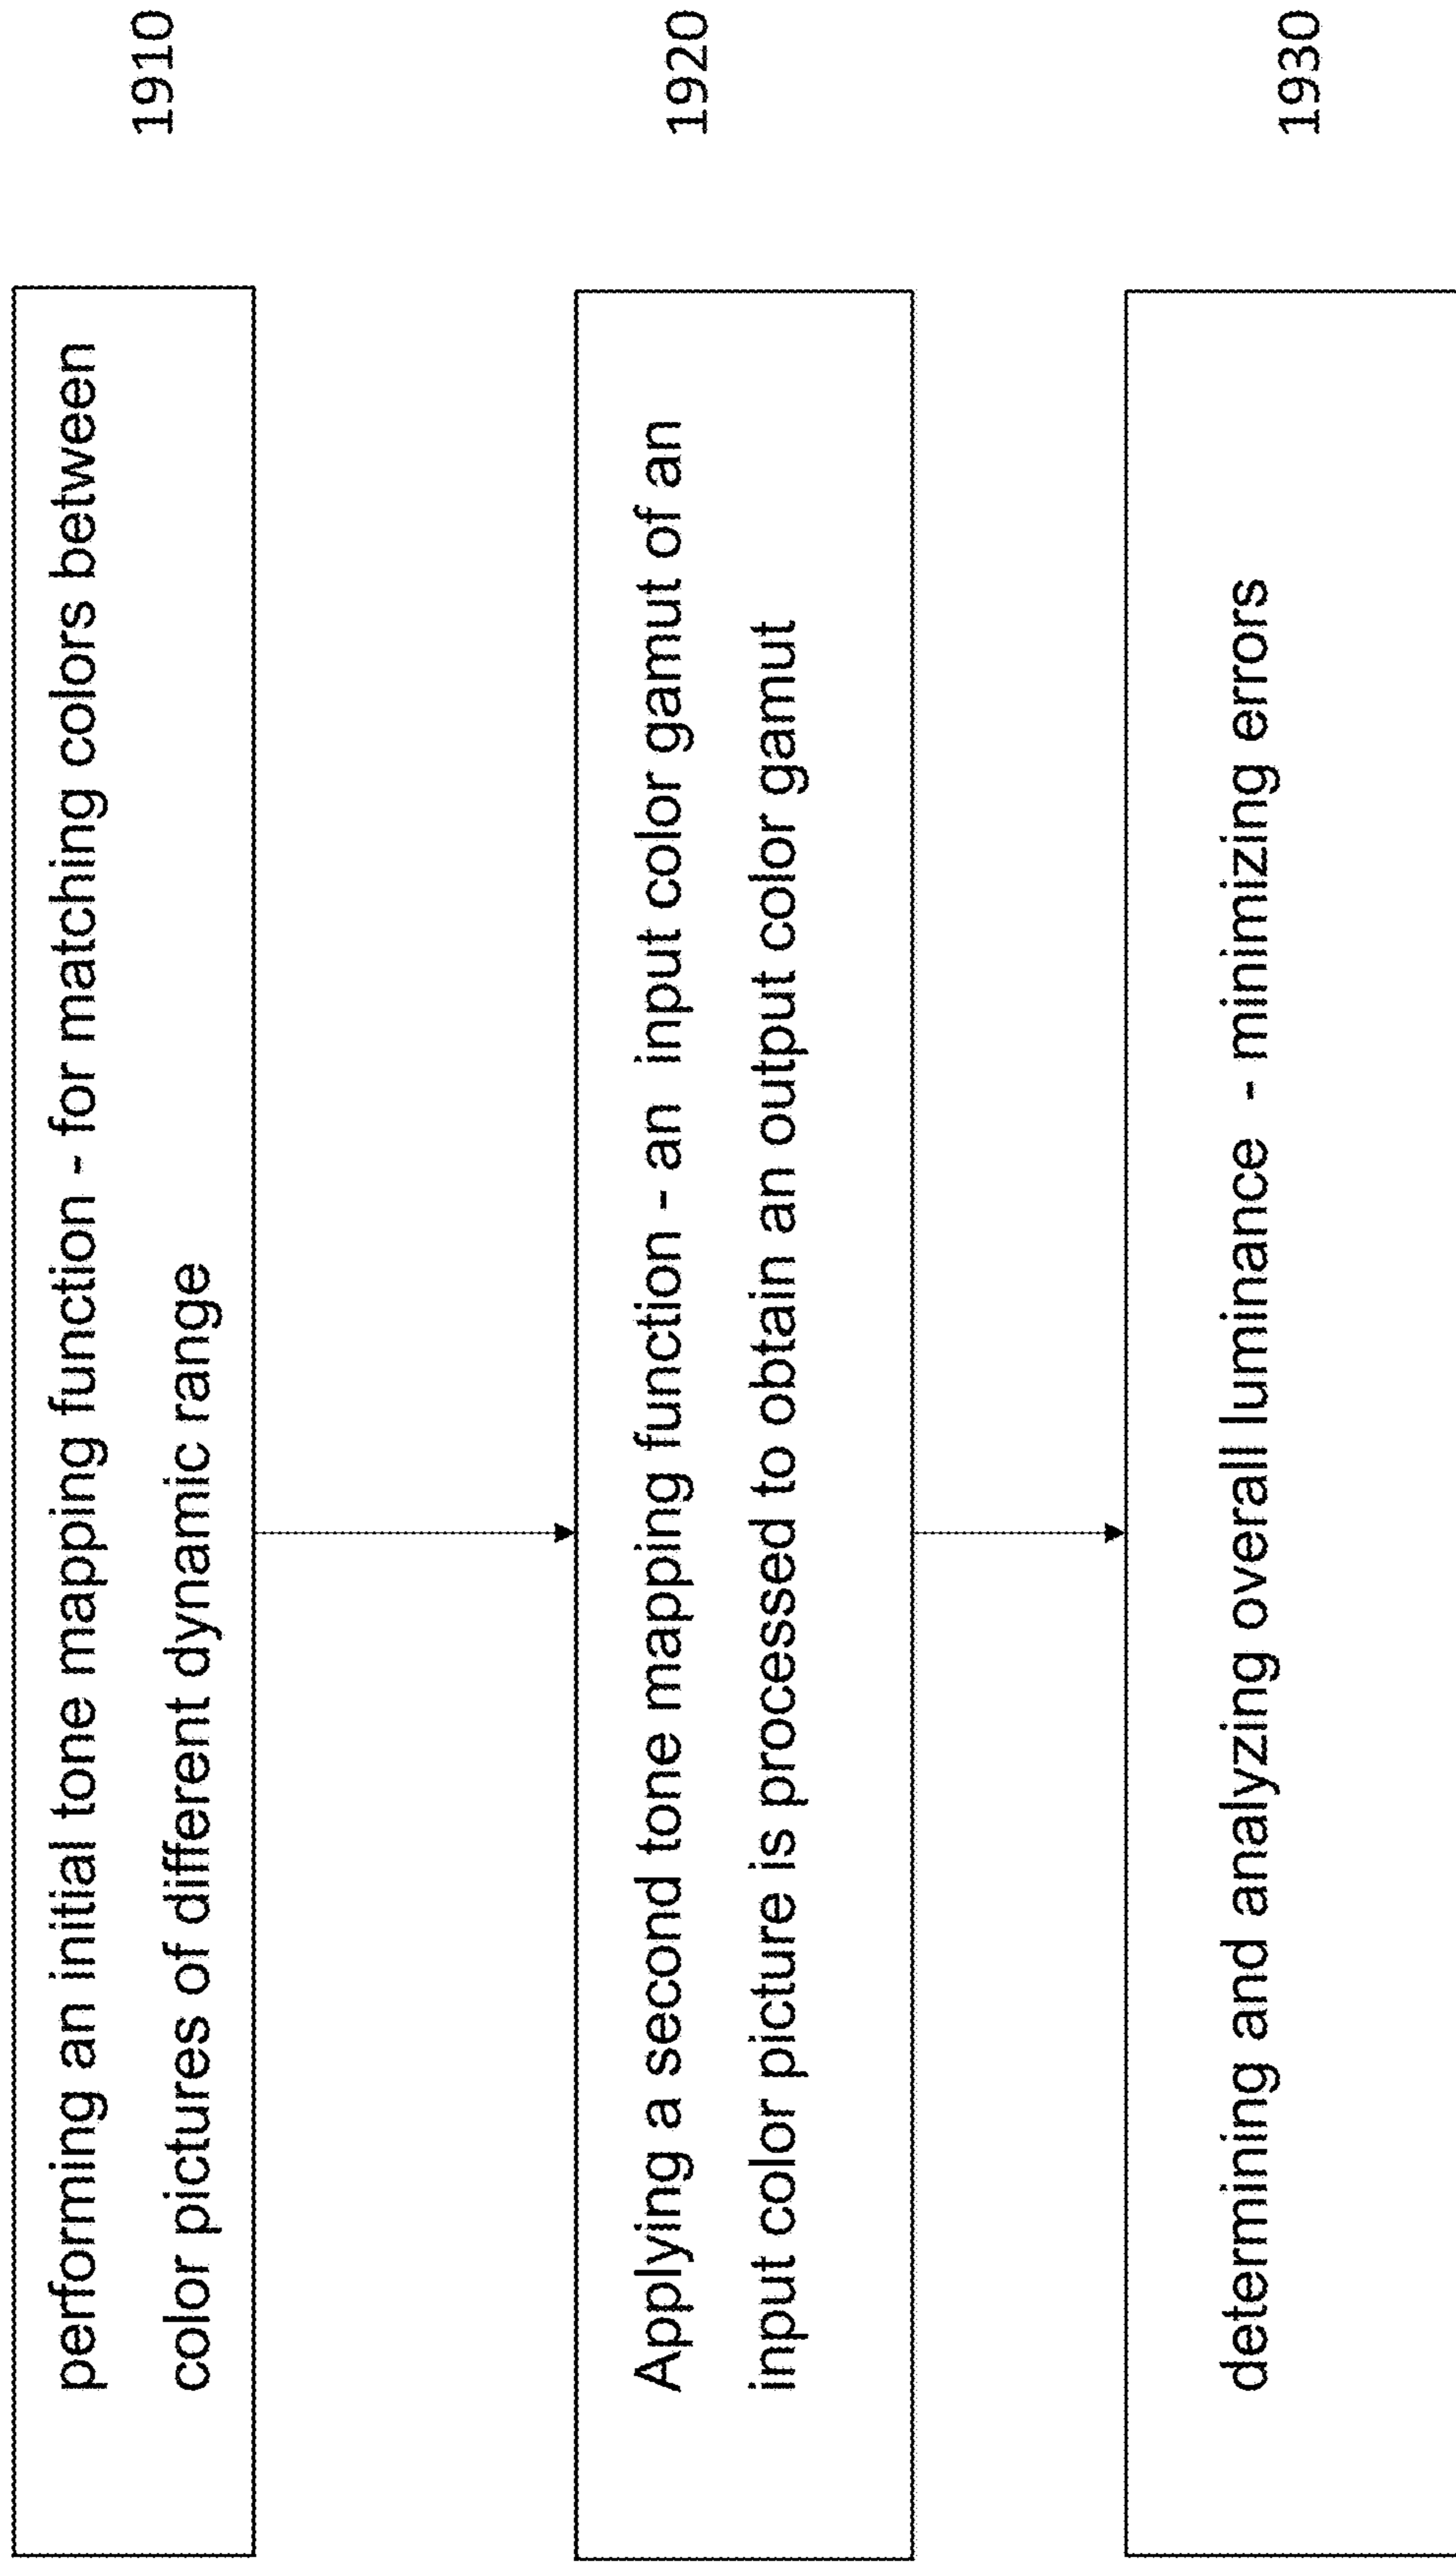 performing an initial tone mapping function - for matching colors between
color pictures of different dynamic range
1910
Applying a second tone mapping function - an input color gamut of an
input color picture is processed to obtain an output color gamut
1920
determining and analyzing overall luminance - minimizing errors
1930